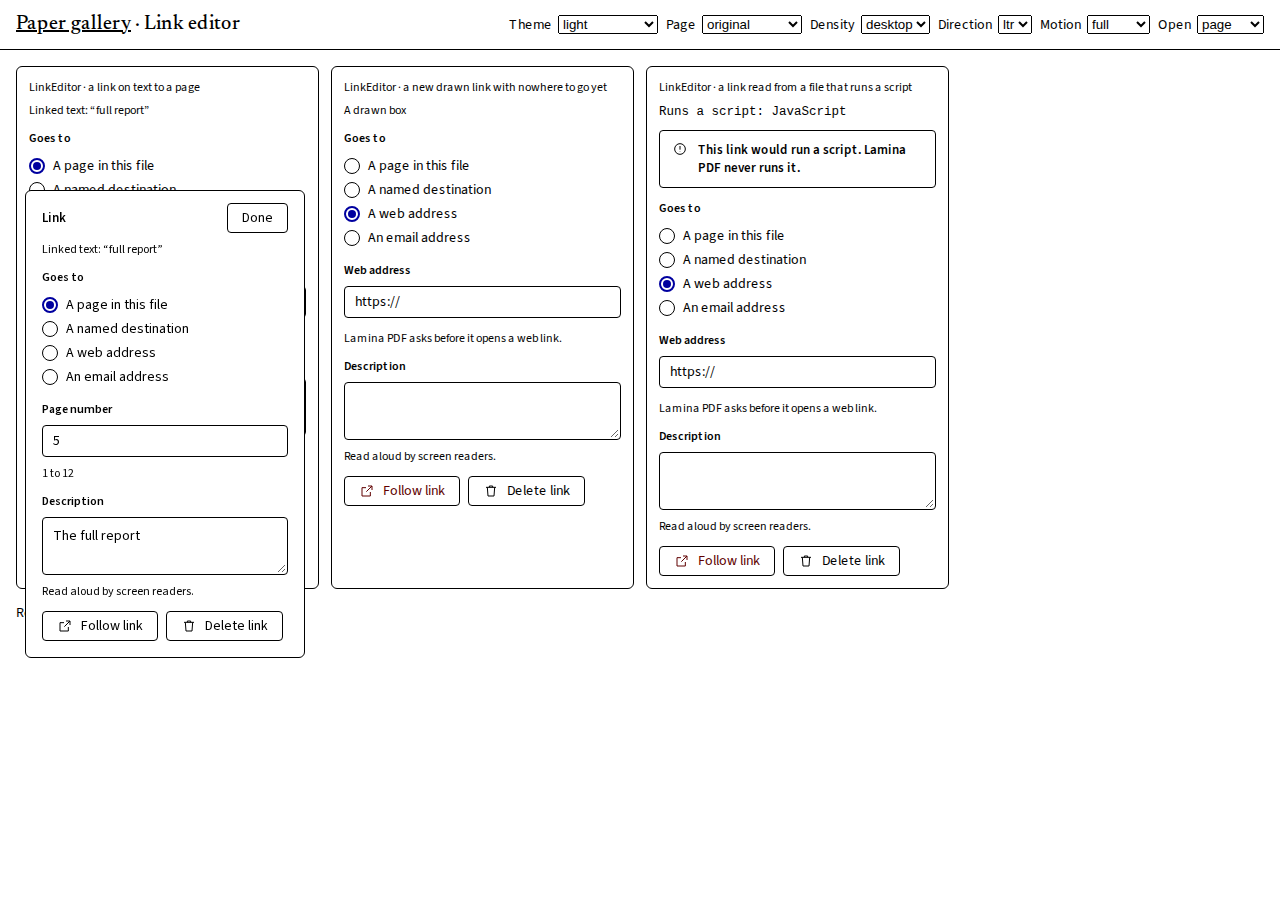 Paper gallery · Link editor
Theme light Page original Density desktop Direction ltr Motion full Open page
LinkEditor · a link on text to a page
Linked text: “full report”
Goes to
A page in this file
A named destination
Link
Done
Linked text: “full report”
Goes to
A page in this file
A named destination
A web address
An email address
Page number
5
1 to 12
Description
The full report
Read aloud by screen readers.
Follow link
Delete link
LinkEditor · a new drawn link with nowhere to go yet
A drawn box
Goes to
A page in this file
A named destination
A web address
An email address
Web address
https://
Lamina PDF asks before it opens a web link.
Description
Read aloud by screen readers.
Follow link
Delete link
LinkEditor · a link read from a file that runs a script
Runs a script: JavaScript
This link would run a script. Lamina
PDF never runs it.
Goes to
A page in this file
A named destination
A web address
An email address
Web address
https://
Lamina PDF asks before it opens a web link.
Description
Read aloud by screen readers.
Follow link
Delete link